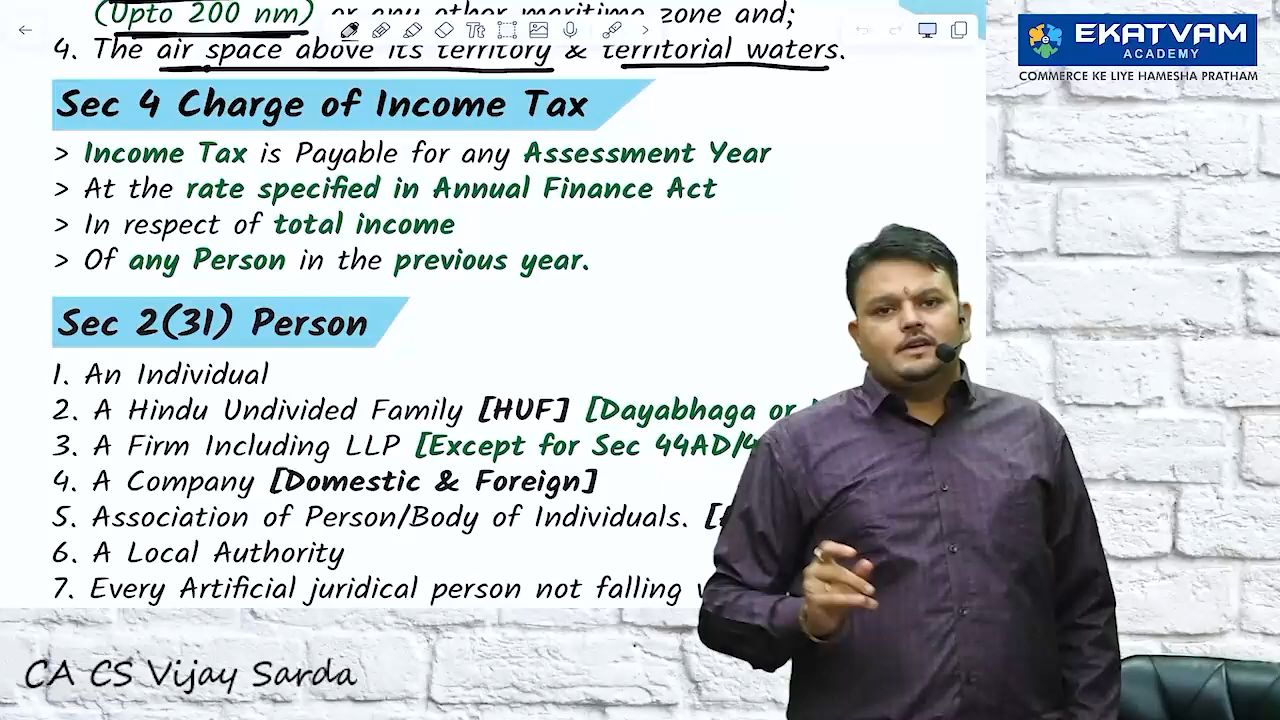 (Upto 200 nm) or any other maritime zone and;
4. The air space above its territory & territorial waters.
EKATVAM
ACADEMY
COMMERCE KE LIYE HAMESHA PRATHAM
Sec 4 Charge of Income Tax
> Income Tax is Payable for any Assessment Year
> At the rate specified in Annual Finance Act
> In respect of total income
> Of any Person in the previous year.
Sec 2(31) Person
1. An Individual
2. A Hindu Undivided Family [HUF] [Dayabhaga or
3. A Firm Including LLP [Except for Sec 44AD/4
4. A Company [Domestic & Foreign]
5. Association of Person/Body of Individuals. [
6. A Local Authority
7. Every Artificial juridical person not falling
CA CS Vijay Sarda